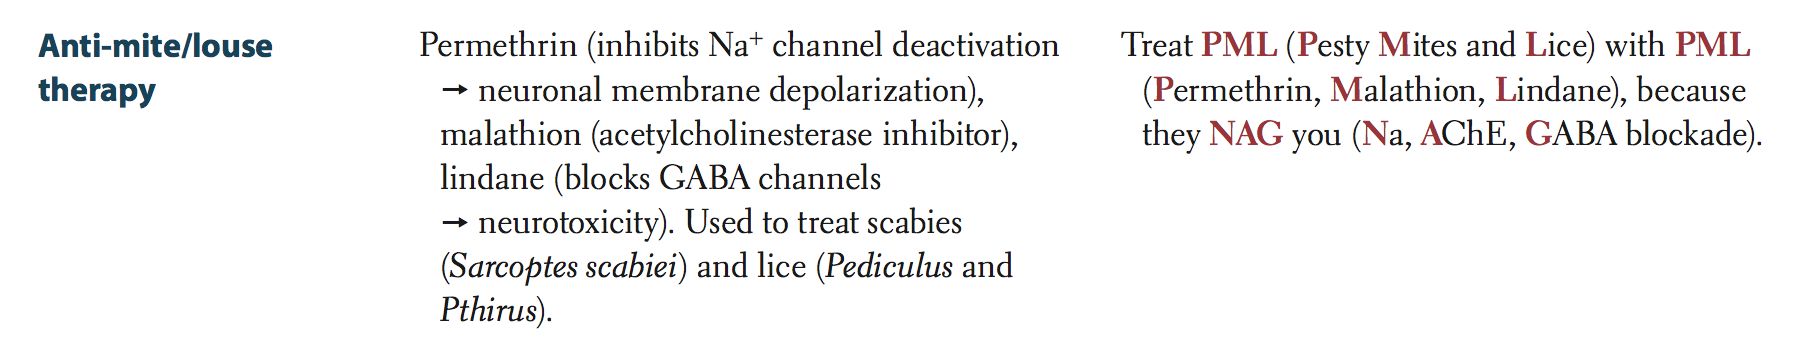 Anti-mite/louse
therapy
Permethrin (inhibits Na⁺ channel deactivation
→ neuronal membrane depolarization),
malathion (acetylcholinesterase inhibitor),
lindane (blocks GABA channels
→ neurotoxicity). Used to treat scabies
(Sarcoptes scabiei) and lice (Pediculus and
Pthirus).
Treat PML (Pesty Mites and Lice) with PML
(Permethrin, Malathion, Lindane), because
they NAG you (Na, AChE, GABA blockade).